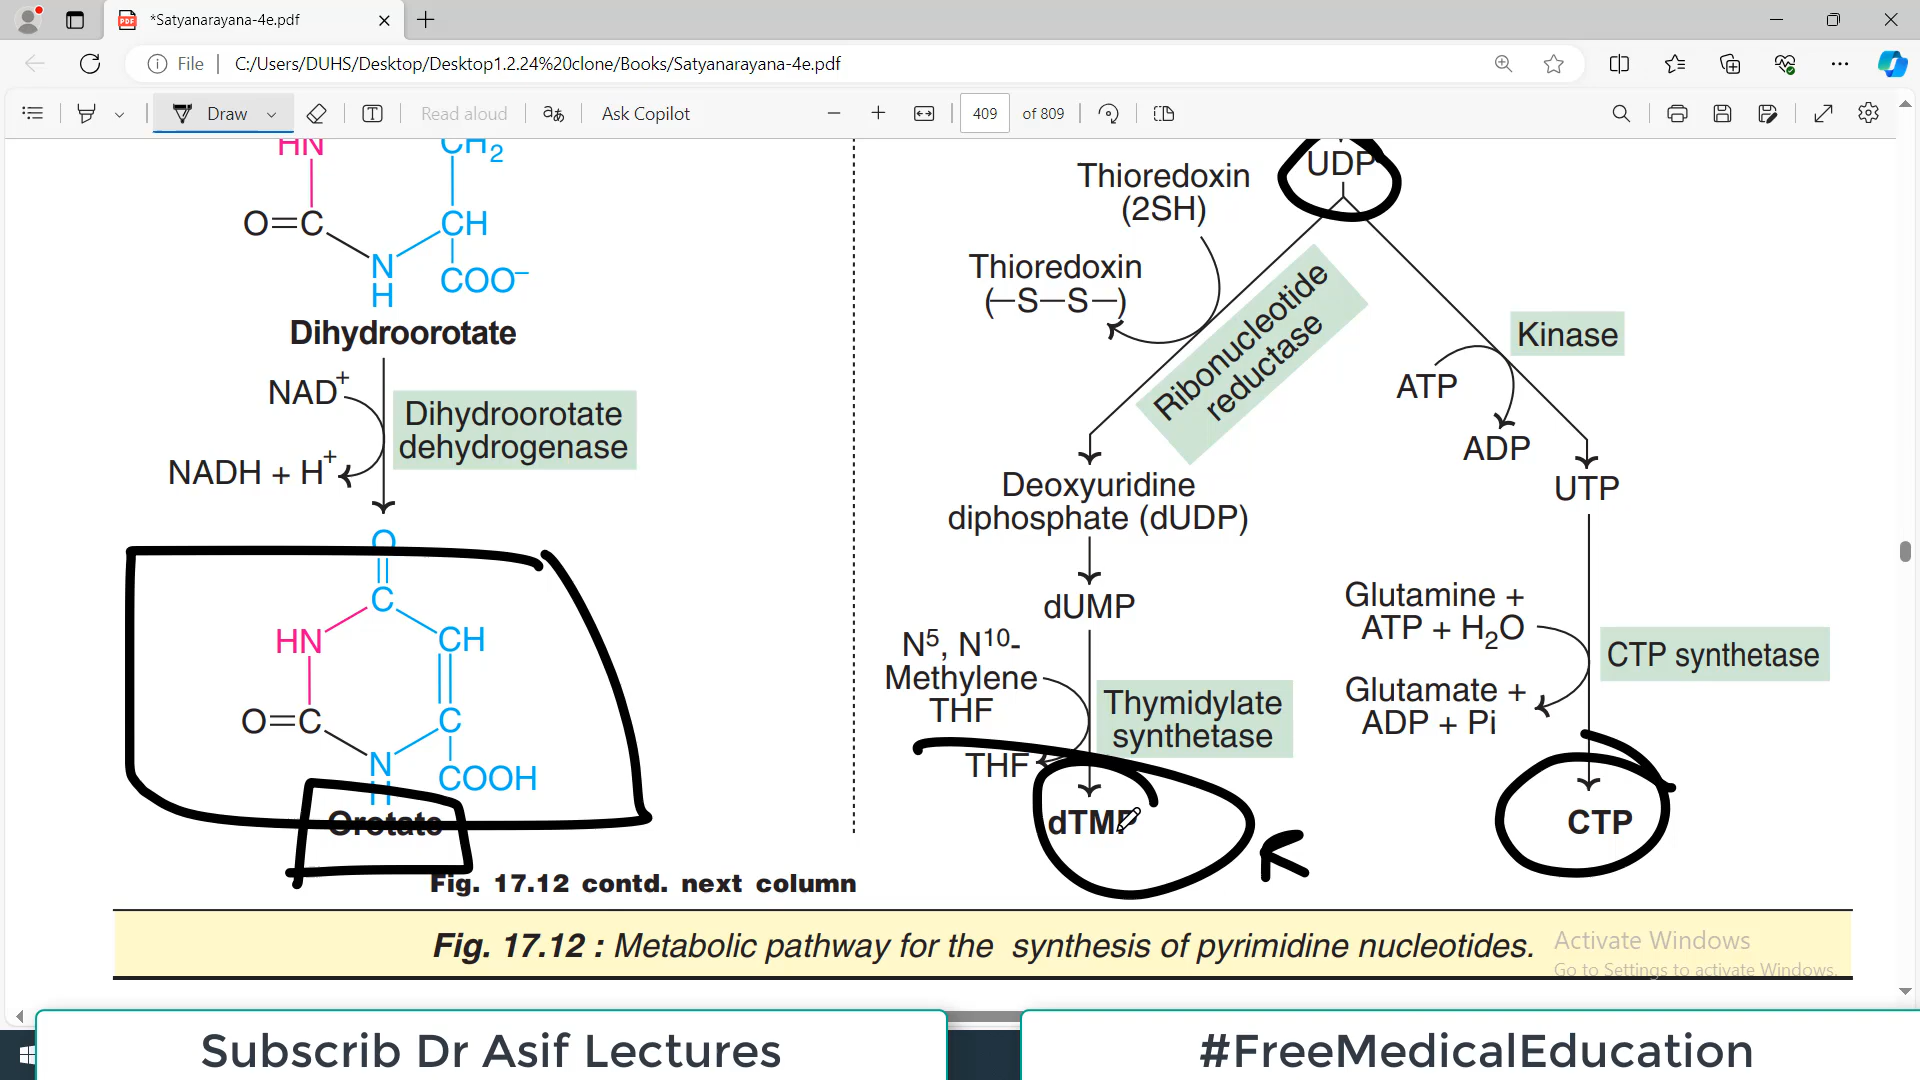 *Satyanarayana-4e.pdf
File
C:/Users/DUHS/Desktop/Desktop1.2.24%20clone/Books/Satyanarayana-4e.pdf
Draw
Read aloud
Ask Copilot
409 of 809
HN
CH2
O=C
CH
N
H
COO–
Dihydroorotate
NAD+
Dihydroorotate
dehydrogenase
NADH + H+
O
C
HN
CH
O=C
C
N
H
COOH
Orotate
Fig. 17.12 contd. next column
UDP
Thioredoxin
(2SH)
Thioredoxin
(–S–S–)
Ribonucleotide
reductase
Kinase
ATP
ADP
UTP
Deoxyuridine
diphosphate (dUDP)
dUMP
N5, N10-
Methylene
THF
Thymidylate
synthetase
THF
dTMP
Glutamine +
ATP + H2O
CTP synthetase
Glutamate +
ADP + Pi
CTP
Fig. 17.12 : Metabolic pathway for the synthesis of pyrimidine nucleotides.
Activate Windows
Go to Settings to activate Windows.
Subscrib Dr Asif Lectures
#FreeMedicalEducation